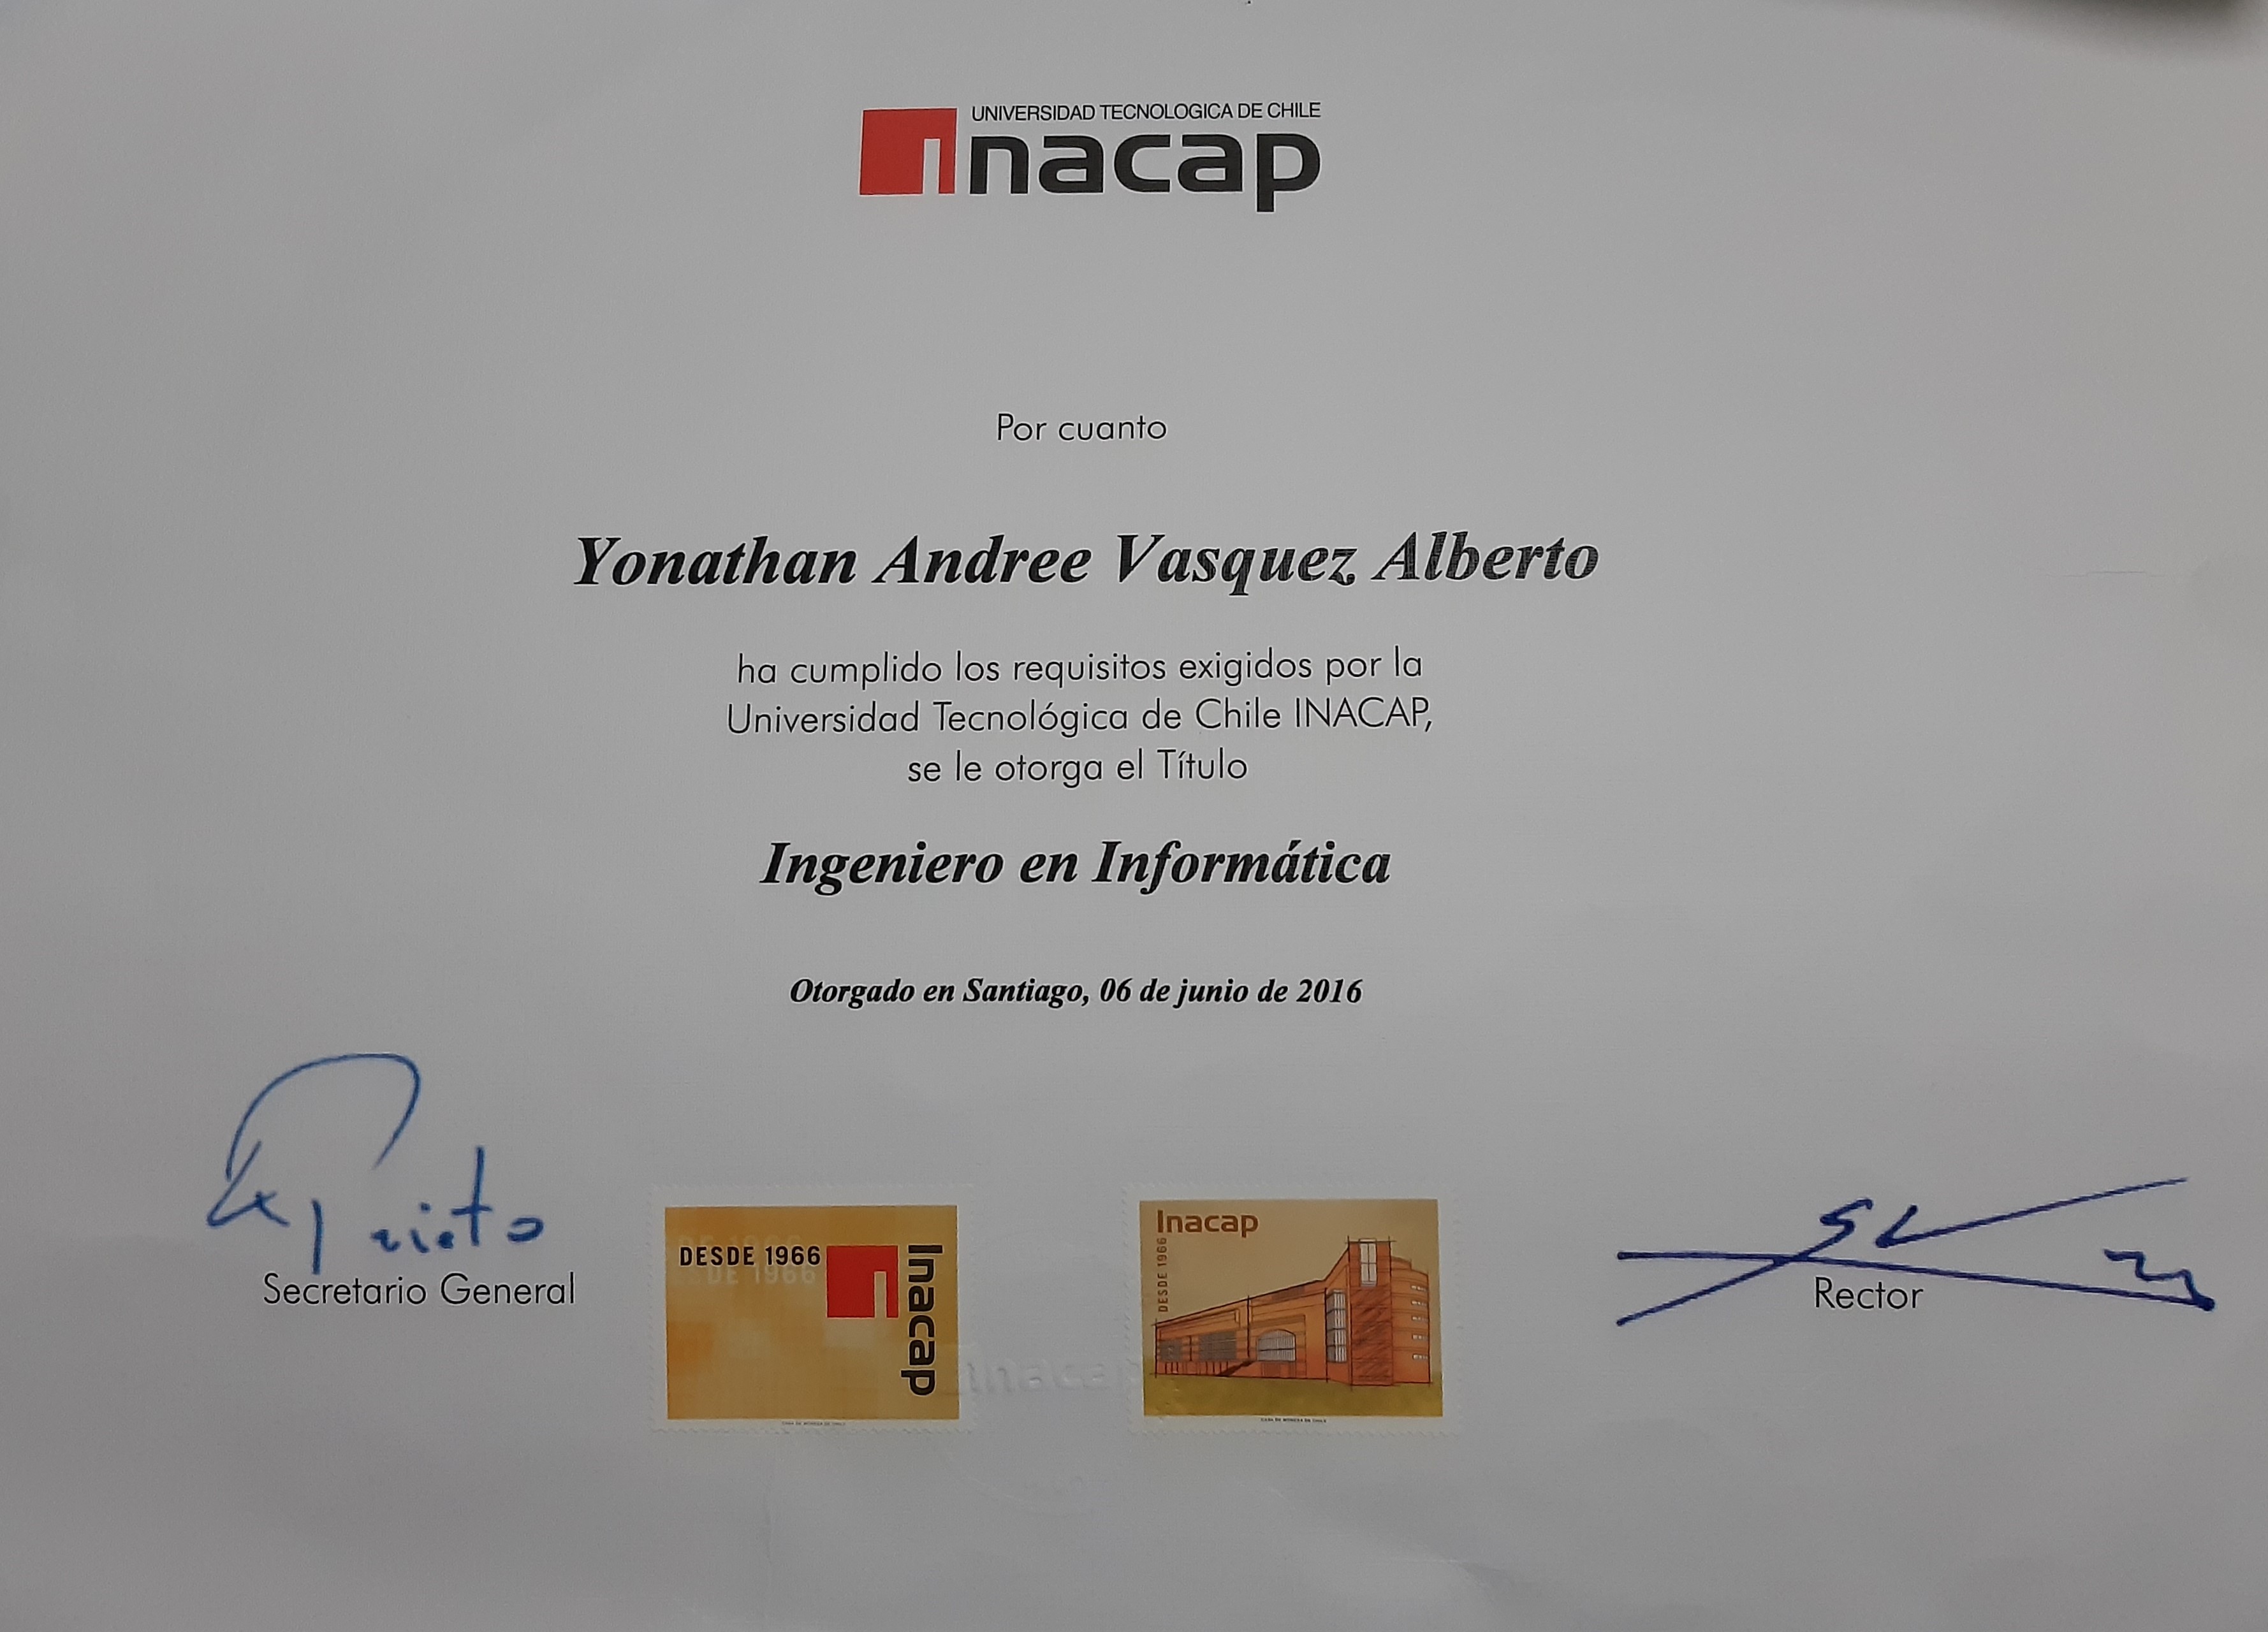 UNIVERSIDAD TECNOLOGICA DE CHILE
Inacap
Por cuanto
Yonathan Andree Vasquez Alberto
ha cumplido los requisitos exigidos por la
Universidad Tecnológica de Chile INACAP,
se le otorga el Título
Ingeniero en Informática
Otorgado en Santiago, 06 de junio de 2016
Prieto
Secretario General
DESDE 1966
Inacap
CASA DE MONEDA DE CHILE
Inacap
DESDE 1966
CASA DE MONEDA DE CHILE
inacap
Rector